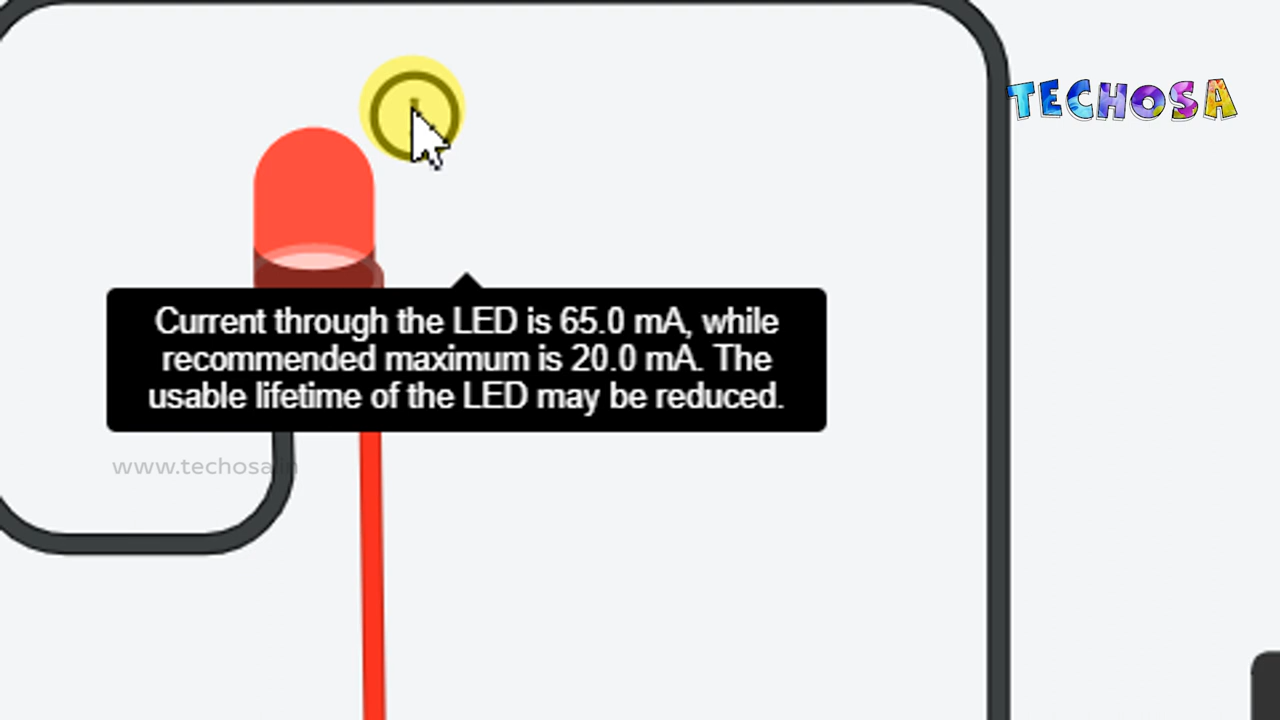 TECHOSA
Current through the LED is 65.0 mA, while
recommended maximum is 20.0 mA. The
usable lifetime of the LED may be reduced.
www.techosa.in